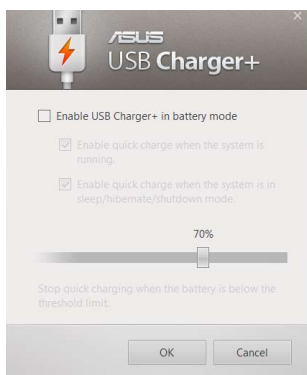 ASUS
USB Charger+
Enable USB Charger+ in battery mode
Enable quick charge when the system is
running.
Enable quick charge when the system is in
sleep/hibernate/shutdown mode
70%
Stop quick charging when the battery is below the
threshold limit.
OK
Cancel